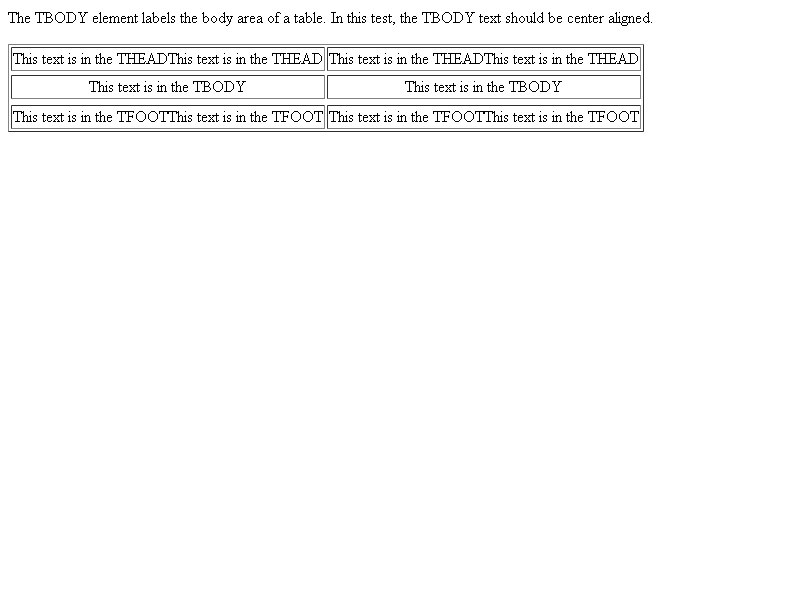 The TBODY element labels the body area of a table. In this test, the TBODY text should be center aligned.
This text is in the THEADThis text is in the THEAD This text is in the THEADThis text is in the THEAD
This text is in the TBODY This text is in the TBODY
This text is in the TFOOTThis text is in the TFOOT This text is in the TFOOTThis text is in the TFOOT